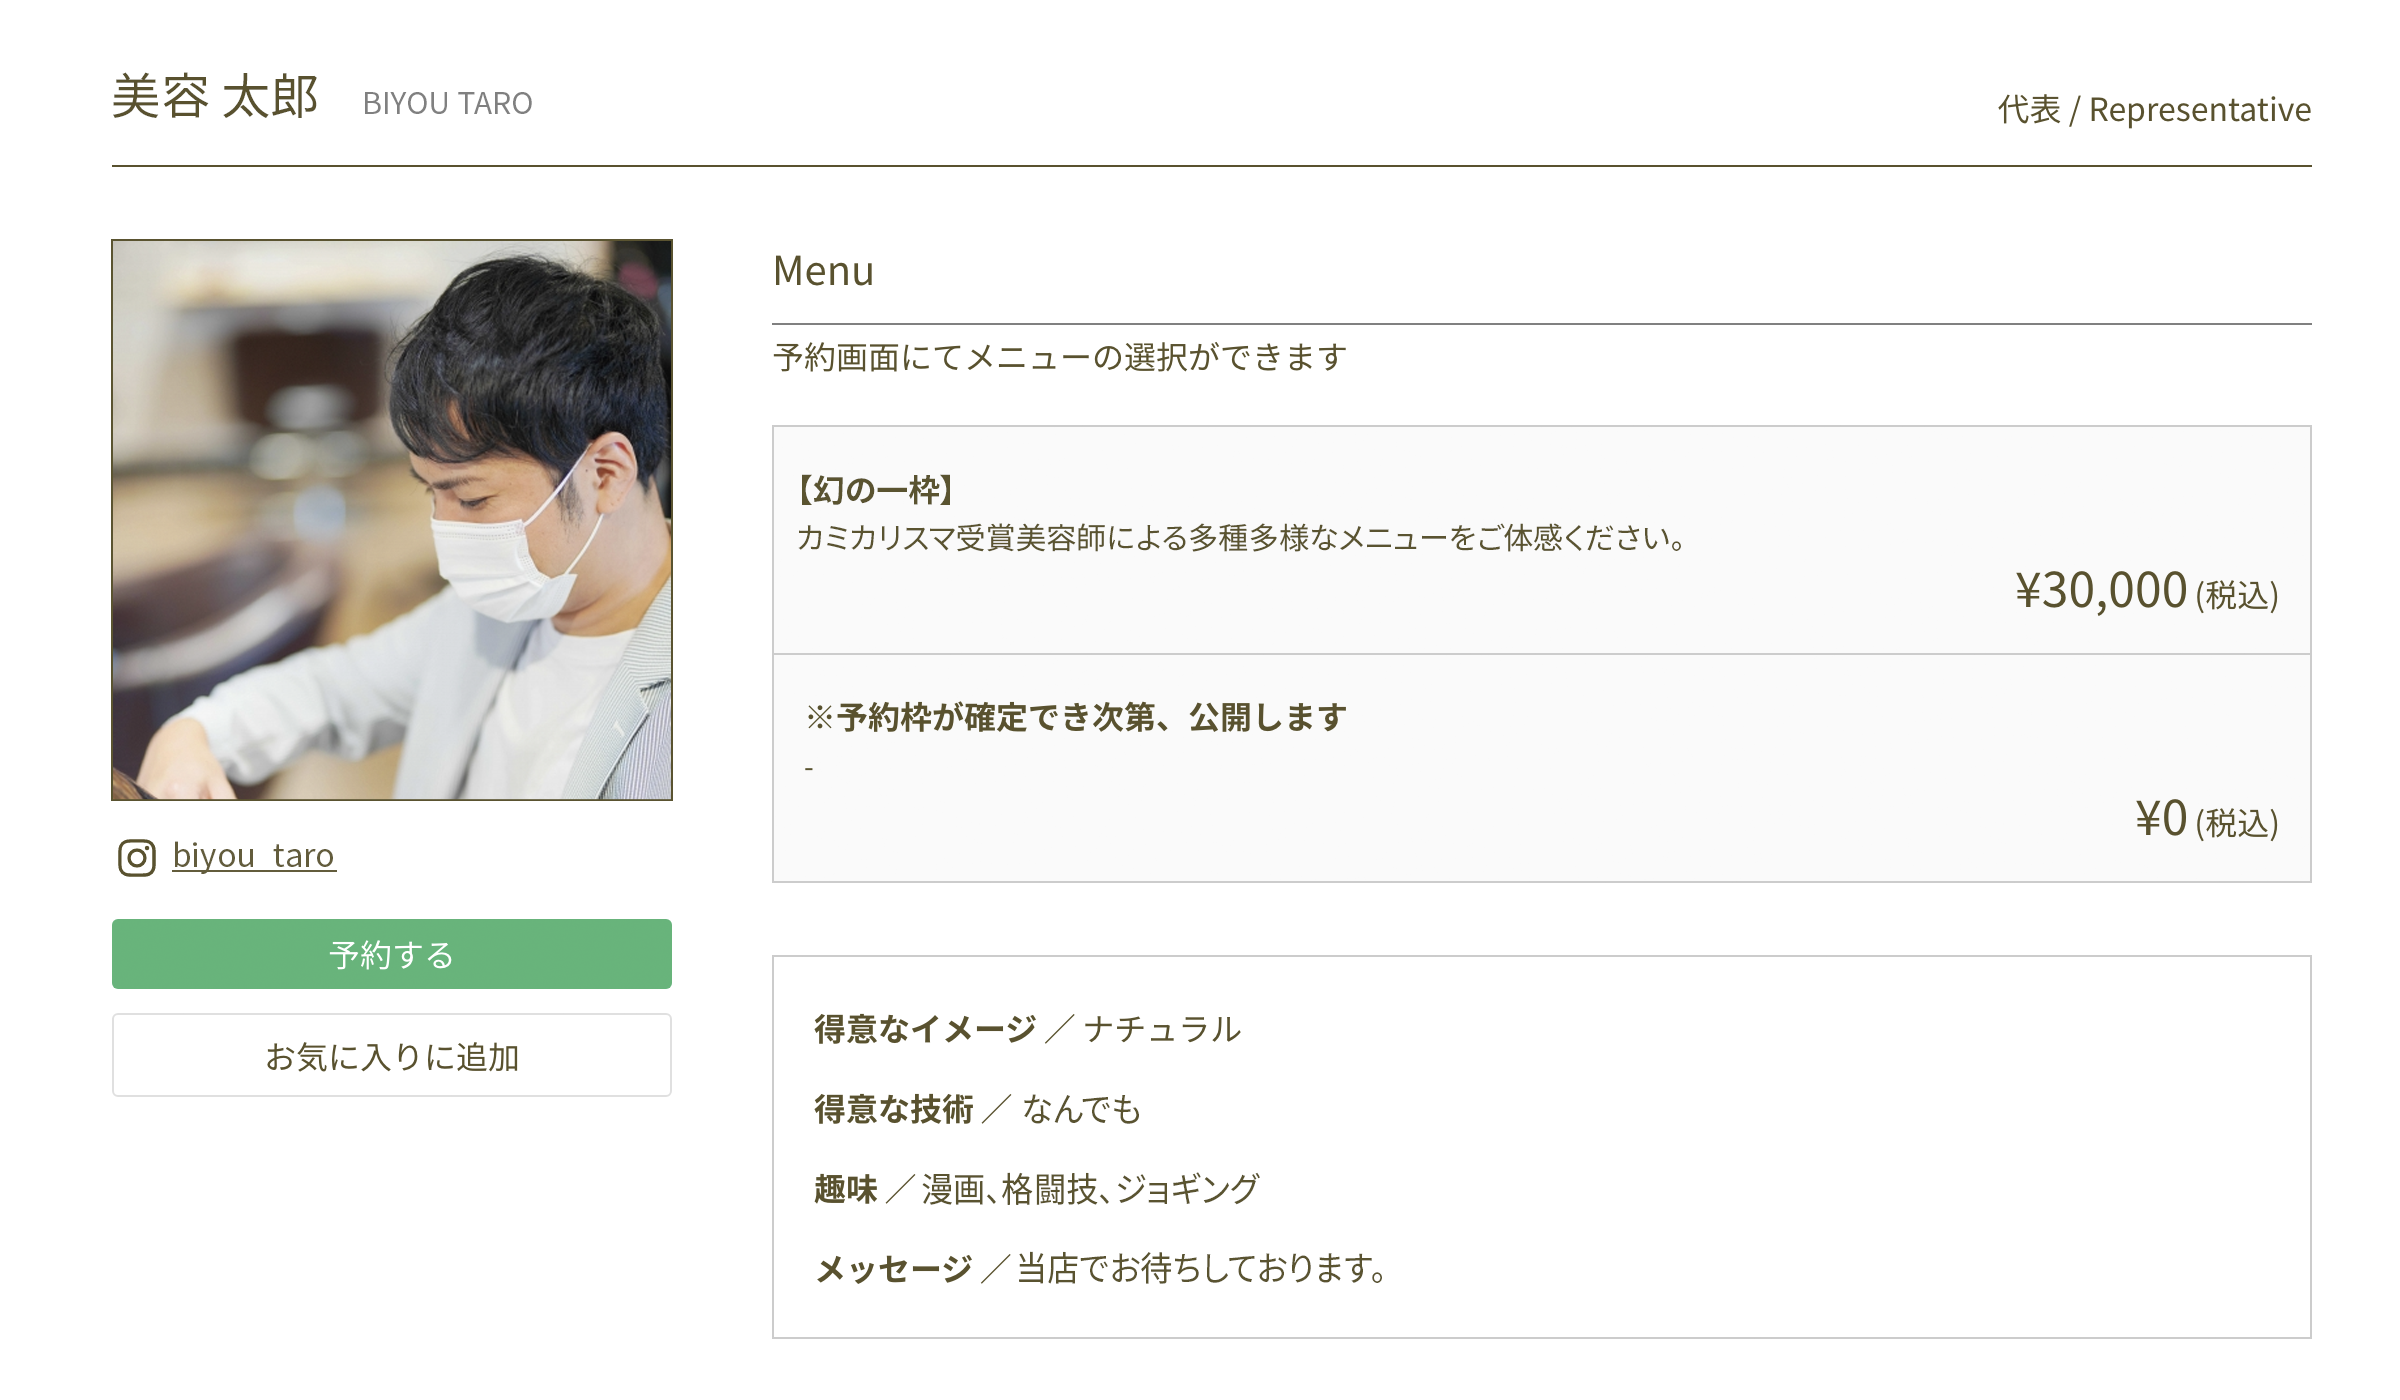 美容 太郎 BIYOU TARO
代表 / Representative
biyou_taro
予約する
お気に入りに追加
Menu
予約画面にてメニューの選択ができます
【幻の一枠】
カミカリスマ受賞美容師による多種多様なメニューをご体感ください。
¥30,000 (税込)
※予約枠が確定でき次第、公開します
-
¥0 (税込)
得意なイメージ ／ ナチュラル
得意な技術 ／ なんでも
趣味 ／ 漫画、格闘技、ジョギング
メッセージ ／ 当店でお待ちしております。